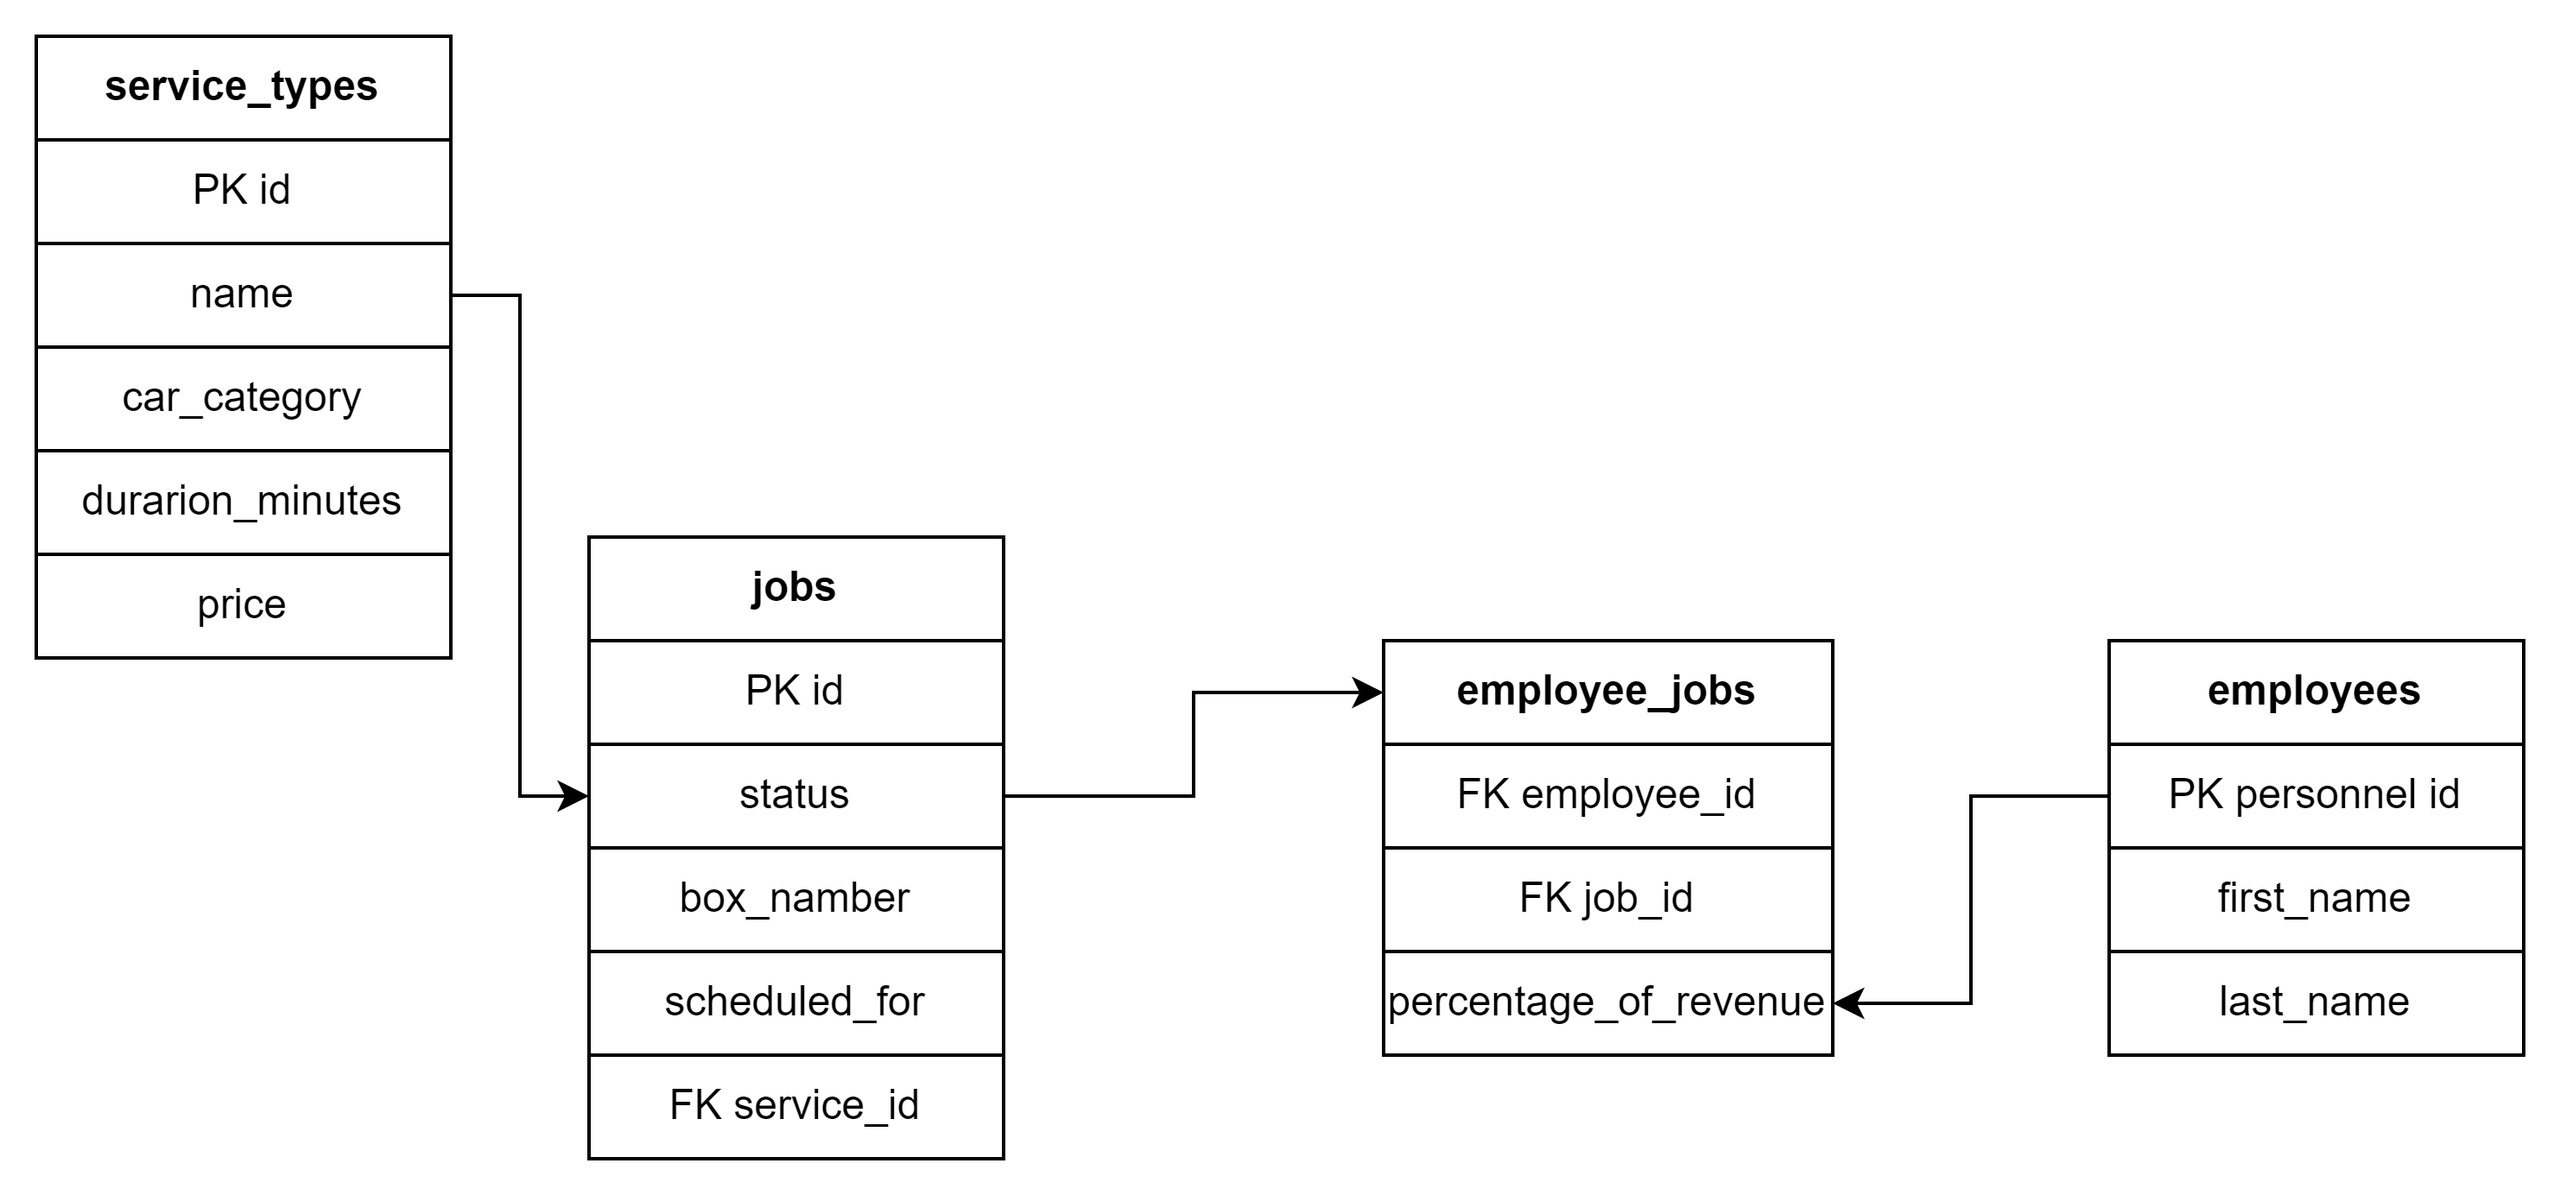 service_types
PK id
name
car_category
durarion_minutes
price
jobs
PK id
status
box_namber
scheduled_for
FK service_id
employee_jobs
FK employee_id
FK job_id
percentage_of_revenue
employees
PK personnel id
first_name
last_name